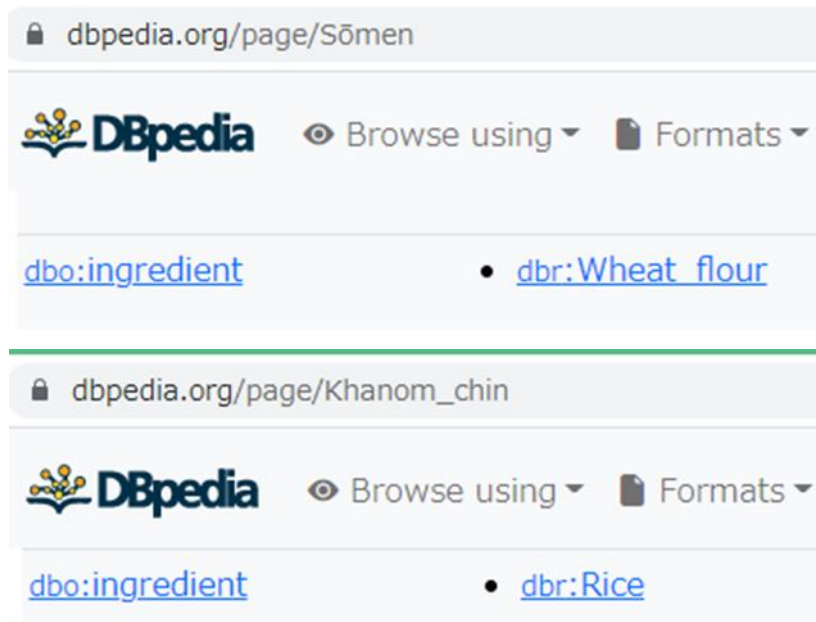 dbpedia.org/page/Sōmen
DBpedia Browse using Formats
dbo:ingredient • dbr:Wheat_flour
dbpedia.org/page/Khanom_chin
DBpedia Browse using Formats
dbo:ingredient • dbr:Rice